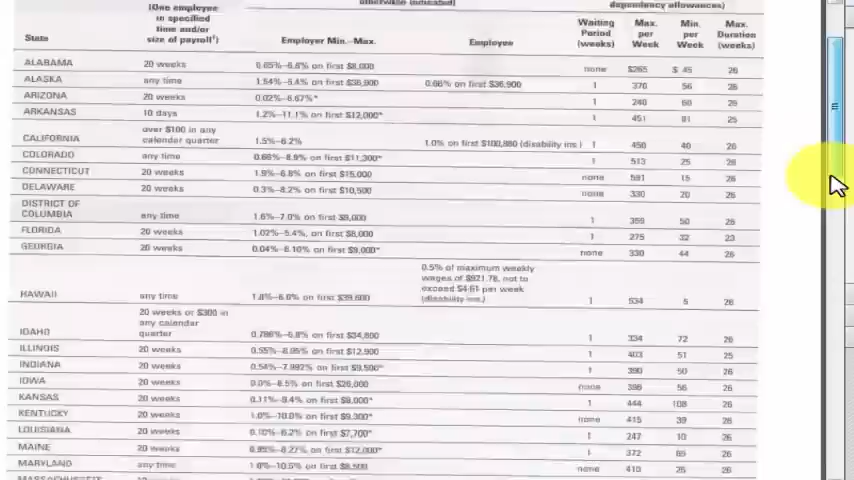 (One employee
in specified
time and/or
size of payroll¹)
otherwise indicated)
dependency allowances)
State
Employer Min.–Max.
Employee
Waiting Period (weeks)
Max. per Week
Min. per Week
Max. Duration (weeks)
ALABAMA 20 weeks 0.65%–6.8% on first $8,000 none $265 $ 45 26
ALASKA any time 1.54%–5.4% on first $36,900 0.66% on first $36,900 1 370 56 26
ARIZONA 20 weeks 0.02%–6.67%* 1 240 60 26
ARKANSAS 10 days 1.2%–11.1% on first $12,000* 1 451 81 25
CALIFORNIA over $100 in any calendar quarter 1.5%–6.2% 1.0% on first $100,880 (disability ins.) 1 450 40 26
COLORADO any time 0.66%–8.9% on first $11,300* 1 513 25 26
CONNECTICUT 20 weeks 1.9%–6.8% on first $15,000 none 591 15 26
DELAWARE 20 weeks 0.3%–8.2% on first $10,500 none 330 20 26
DISTRICT OF COLUMBIA any time 1.6%–7.0% on first $9,000 1 359 50 26
FLORIDA 20 weeks 1.02%–5.4%, on first $8,000 1 275 32 23
GEORGIA 20 weeks 0.04%–8.10% on first $9,000* none 330 44 26
HAWAII any time 1.8%–6.0% on first $39,600 0.5% of maximum weekly wages of $921.78, not to exceed $4.61 per week (disability ins.) 1 534 5 26
IDAHO 20 weeks or $300 in any calendar quarter 0.786%–6.8% on first $34,800 1 334 72 26
ILLINOIS 20 weeks 0.55%–8.95% on first $12,900 1 403 51 25
INDIANA 20 weeks 0.54%–7.992% on first $9,500* 1 390 50 26
IOWA 20 weeks 0.0%–8.5% on first $26,000 none 396 56 26
KANSAS 20 weeks 0.11%–9.4% on first $8,000* 1 444 108 26
KENTUCKY 20 weeks 1.0%–10.0% on first $9,300* none 415 39 26
LOUISIANA 20 weeks 0.10%–6.2% on first $7,700* 1 247 10 26
MAINE 20 weeks on first $12,000* 1 372 65 26
MARYLAND any time 1.0%–10.5% on first $8,500 none 410 25 26
MASSACHUSETTS